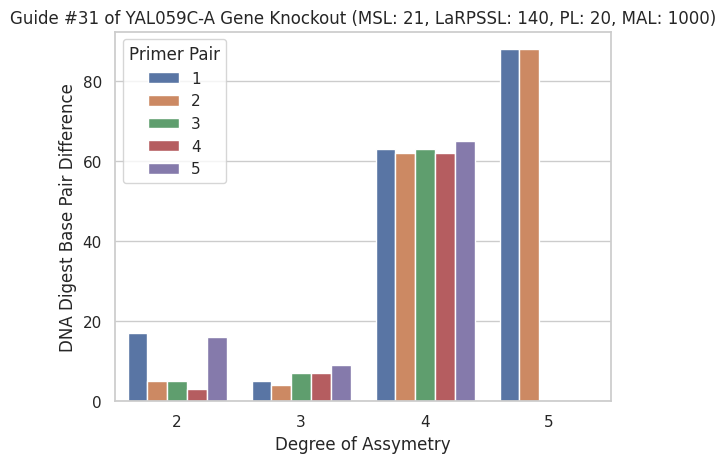 Guide #31 of YAL059C-A Gene Knockout (MSL: 21, LaRPSSL: 140, PL: 20, MAL: 1000)
Primer Pair
1
2
3
4
5
DNA Digest Base Pair Difference
80
60
40
20
0
2 3 4 5
Degree of Assymetry